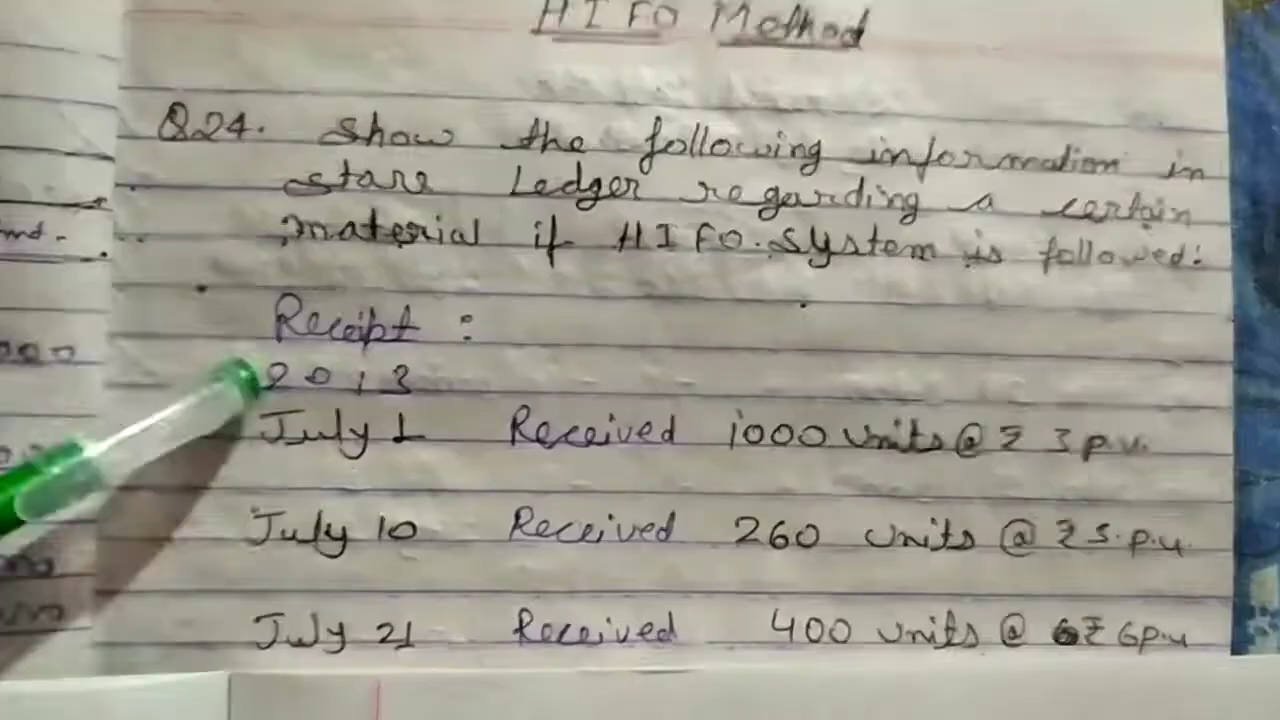 HIFO Method
Q.24. Show the following information in
store Ledger regarding a certain
material if HIFO. System is followed:
Receipt :
2013
July 1 Received 1000 units @ ₹ 3 p.u.
July 10 Received 260 units @ ₹ 5. p.u.
July 21 Received 400 units @ ₹ 6 p.u